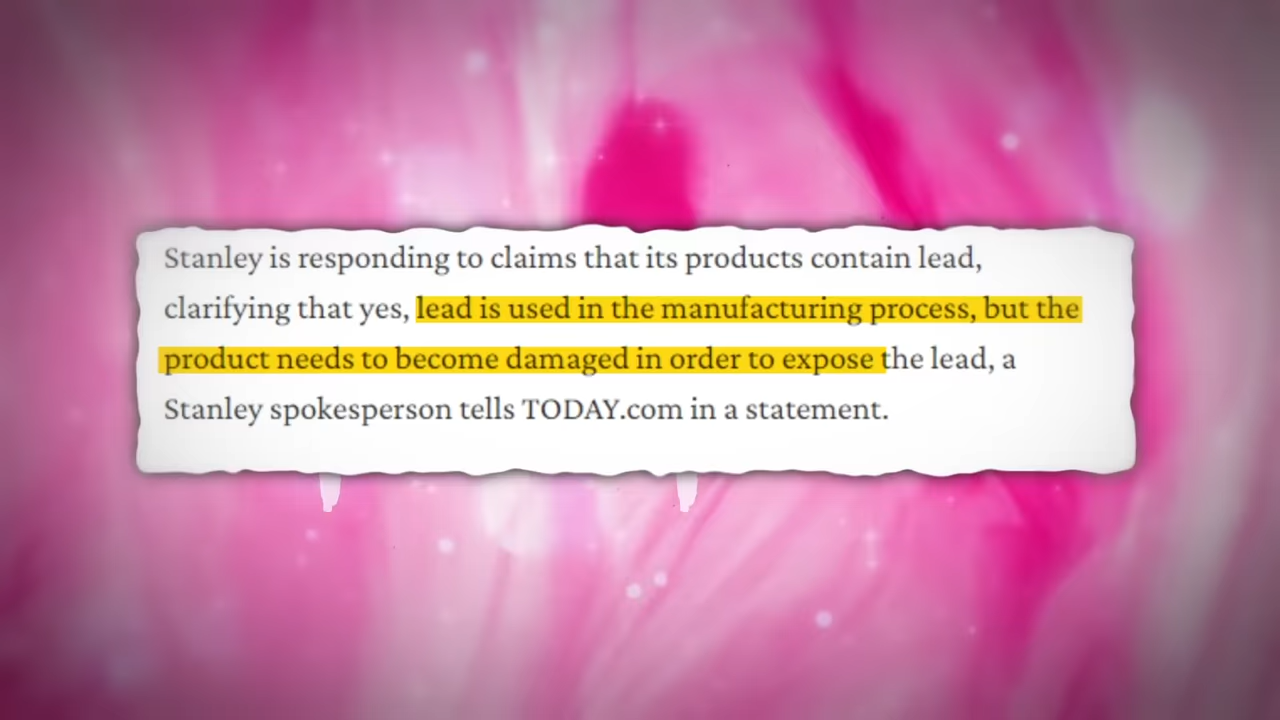 Stanley is responding to claims that its products contain lead,
clarifying that yes, lead is used in the manufacturing process, but the
product needs to become damaged in order to expose the lead, a
Stanley spokesperson tells TODAY.com in a statement.